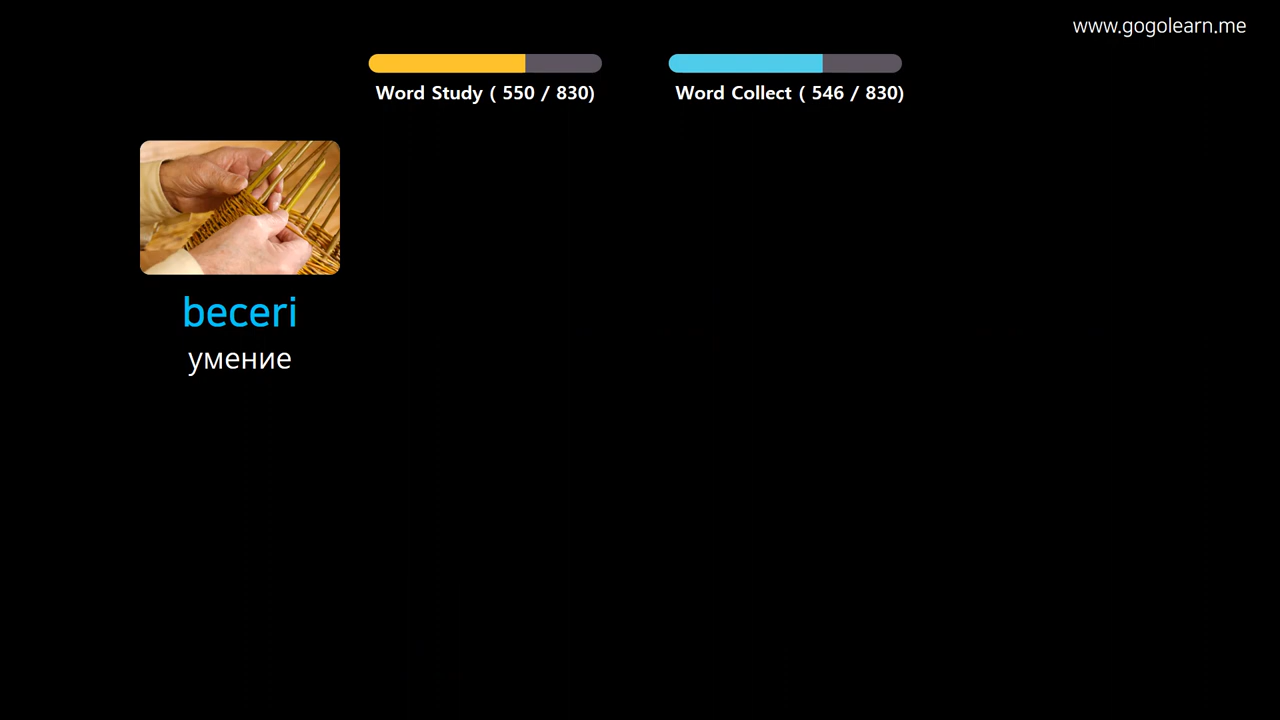 www.gogolearn.me
Word Study ( 550 / 830)
Word Collect ( 546 / 830)
beceri
умение